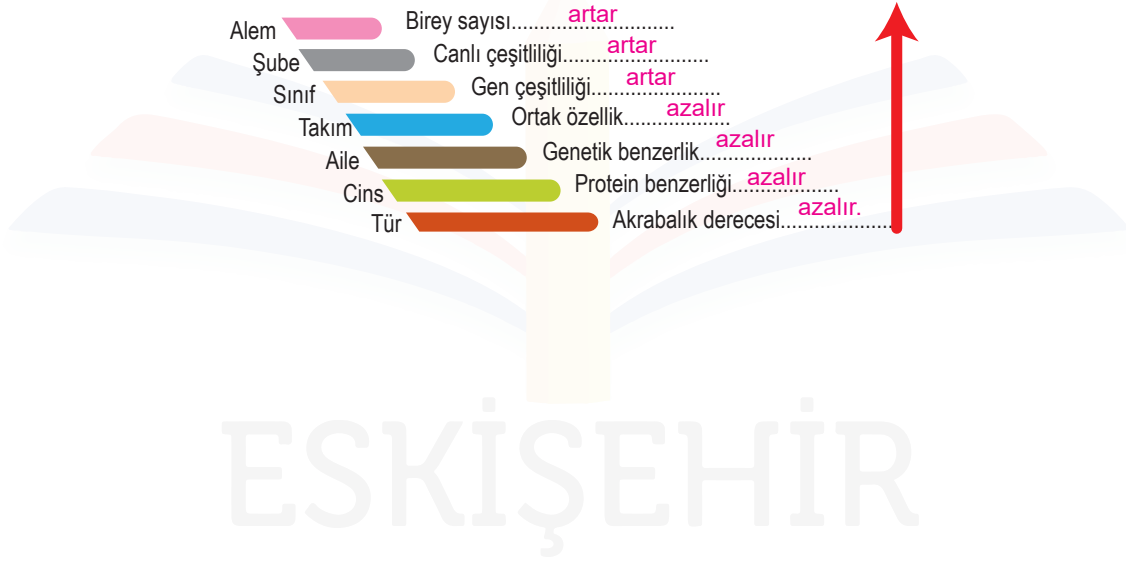 Alem Birey sayısı...........................artar
Şube Canlı çeşitliliği...........................artar
Sınıf Gen çeşitliliği........................artar
Takım Ortak özellik....................azalır
Aile Genetik benzerlik.....................azalır
Cins Protein benzerliği....................azalır
Tür Akrabalık derecesi......................azalır.
ESKİŞEHİR